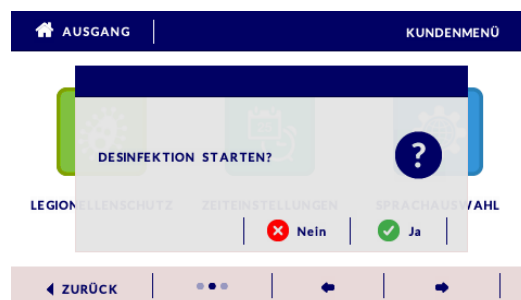 AUSGANG
KUNDENMENÜ
DESINFEKTION STARTEN?
?
LEGIONELLENSCHUTZ ZEITEINSTELLUNGEN SPRACHAUSWAHL
Nein Ja
ZURÜCK